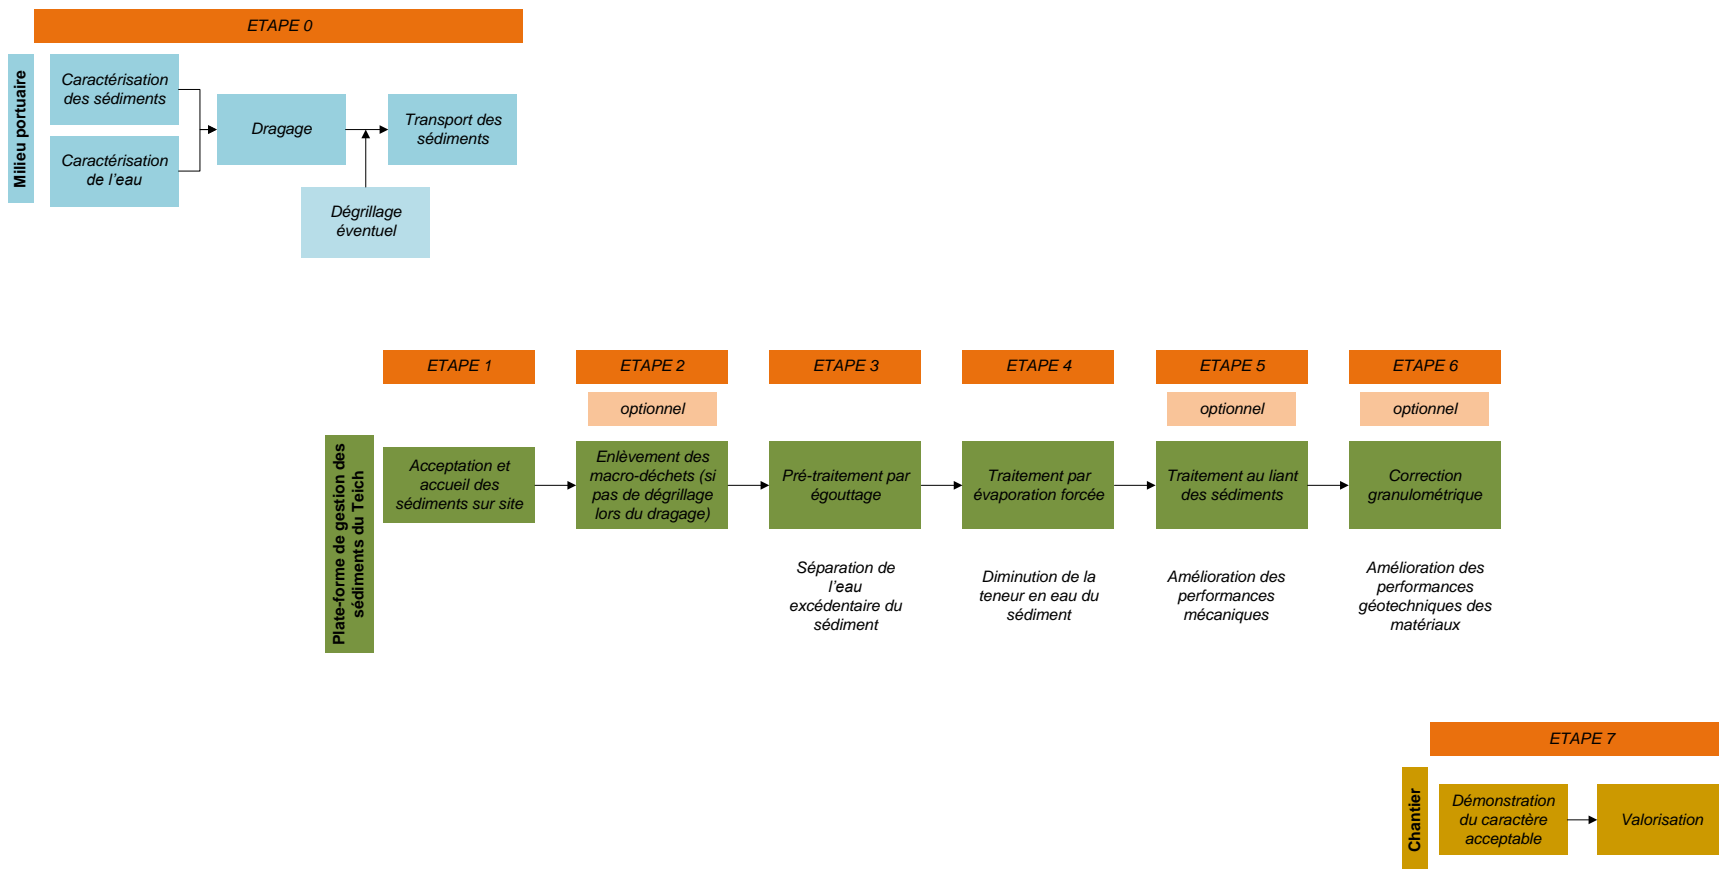 ETAPE 0
Milieu portuaire
Caractérisation
des sédiments
Caractérisation
de l'eau
Dragage
Transport des
sédiments
Dégrillage
éventuel
ETAPE 1
ETAPE 2
ETAPE 3
ETAPE 4
ETAPE 5
ETAPE 6
optionnel
optionnel
optionnel
Plate-forme de gestion des
sédiments du Teich
Acceptation et
accueil des
sédiments sur site
Enlèvement des
macro-déchets (si
pas de dégrillage
lors du dragage)
Pré-traitement par
égouttage
Traitement par
évaporation forcée
Traitement au liant
des sédiments
Correction
granulométrique
Séparation de
l'eau
excédentaire du
sédiment
Diminution de la
teneur en eau du
sédiment
Amélioration des
performances
mécaniques
Amélioration des
performances
géotechniques des
matériaux
ETAPE 7
Chantier
Démonstration
du caractère
acceptable
Valorisation